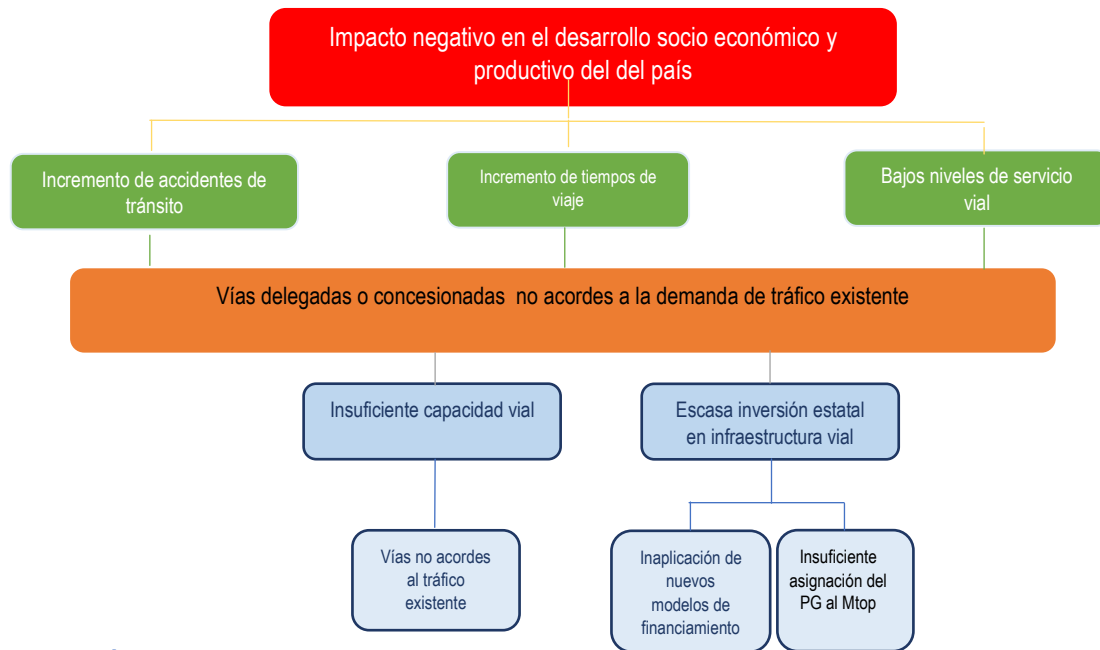 Impacto negativo en el desarrollo socio económico y
productivo del del país
Incremento de accidentes de
tránsito
Incremento de tiempos de
viaje
Bajos niveles de servicio
vial
Vías delegadas o concesionadas no acordes a la demanda de tráfico existente
Insuficiente capacidad vial
Escasa inversión estatal
en infraestructura vial
Vías no acordes
al tráfico
existente
Inaplicación de
nuevos
modelos de
financiamiento
Insuficiente
asignación del
PG al Mtop